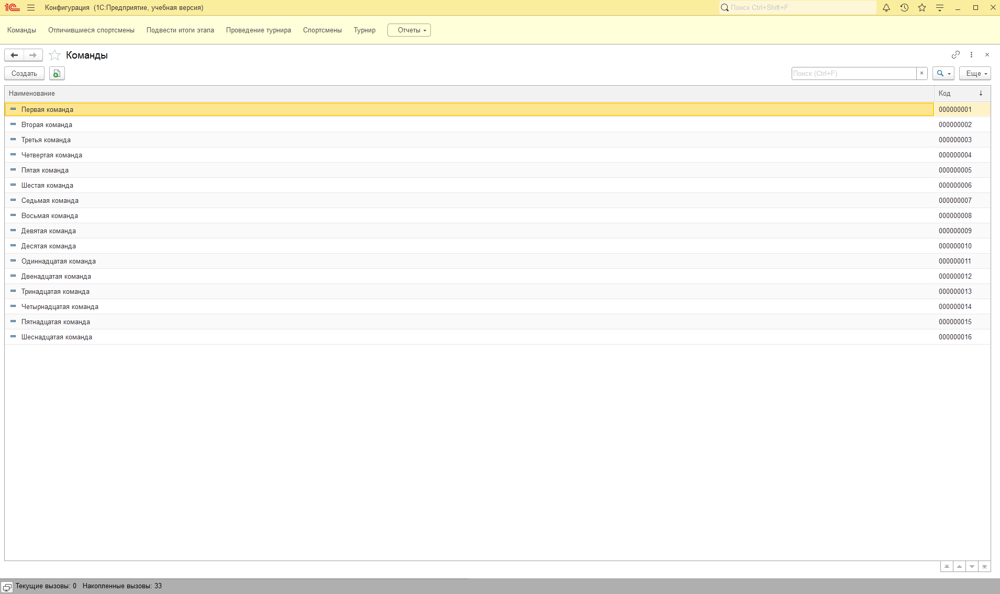 1С Конфигурация (1С:Предприятие, учебная версия) Поиск Ctrl+Shift+F
Команды Отличившиеся спортсмены Подвести итоги этапа Проведение турнира Спортсмены Турнир Отчеты
Команды
Создать Поиск (Ctrl+F) × Еще
Наименование Код
Первая команда 000000001
Вторая команда 000000002
Третья команда 000000003
Четвертая команда 000000004
Пятая команда 000000005
Шестая команда 000000006
Седьмая команда 000000007
Восьмая команда 000000008
Девятая команда 000000009
Десятая команда 000000010
Одиннадцатая команда 000000011
Двенадцатая команда 000000012
Тринадцатая команда 000000013
Четырнадцатая команда 000000014
Пятнадцатая команда 000000015
Шеснадцатая команда 000000016
Текущие вызовы: 0 Накопленные вызовы: 33